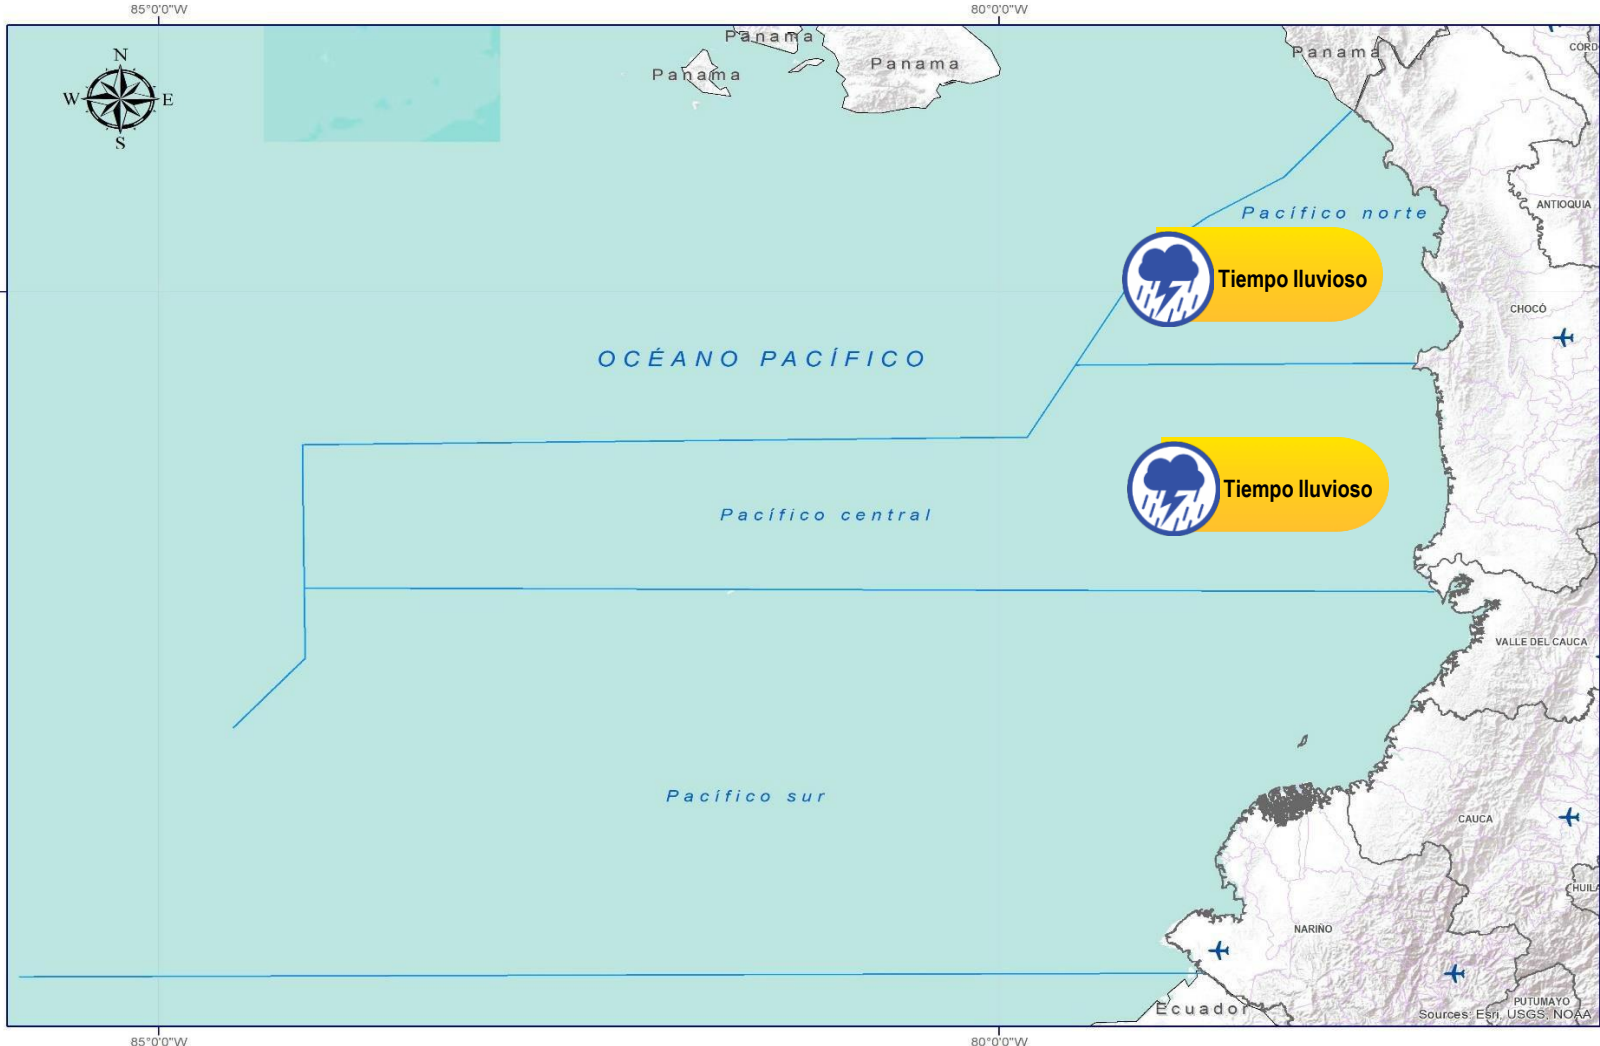 85°0'0"W
80°0'0"W
N
W
E
S
Panama
Panama
Panama
Panama
CÓRD
ANTIOQUIA
Pacífico norte
Tiempo lluvioso
CHOCÓ
OCÉANO PACÍFICO
Tiempo lluvioso
Pacífico central
VALLE DEL CAUCA
Pacífico sur
CAUCA
HUILA
NARIÑO
PUTUMAYO
Ecuador
Sources: Esri, USGS, NOAA
85°0'0"W
80°0'0"W